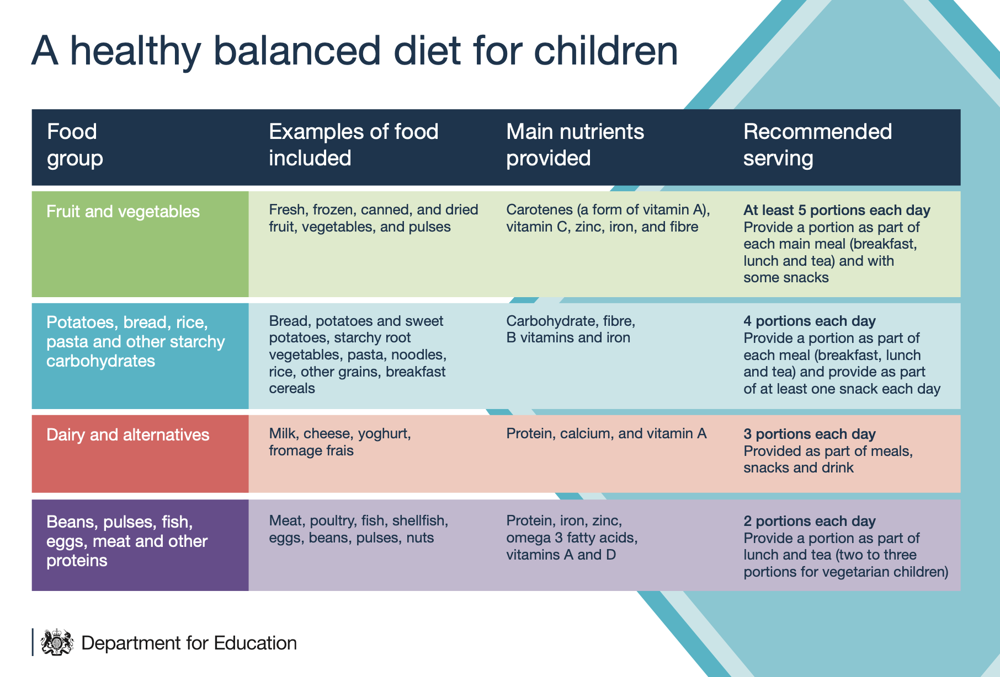 A healthy balanced diet for children
Food
group
Examples of food
included
Main nutrients
provided
Recommended
serving
Fruit and vegetables
Fresh, frozen, canned, and dried
fruit, vegetables, and pulses
Carotenes (a form of vitamin A),
vitamin C, zinc, iron, and fibre
At least 5 portions each day
Provide a portion as part of
each main meal (breakfast,
lunch and tea) and with
some snacks
Potatoes, bread, rice,
pasta and other starchy
carbohydrates
Bread, potatoes and sweet
potatoes, starchy root
vegetables, pasta, noodles,
rice, other grains, breakfast
cereals
Carbohydrate, fibre,
B vitamins and iron
4 portions each day
Provide a portion as part of
each meal (breakfast, lunch
and tea) and provide as part
of at least one snack each day
Dairy and alternatives
Milk, cheese, yoghurt,
fromage frais
Protein, calcium, and vitamin A
3 portions each day
Provided as part of meals,
snacks and drink
Beans, pulses, fish,
eggs, meat and other
proteins
Meat, poultry, fish, shellfish,
eggs, beans, pulses, nuts
Protein, iron, zinc,
omega 3 fatty acids,
vitamins A and D
2 portions each day
Provide a portion as part of
lunch and tea (two to three
portions for vegetarian children)
Department for Education